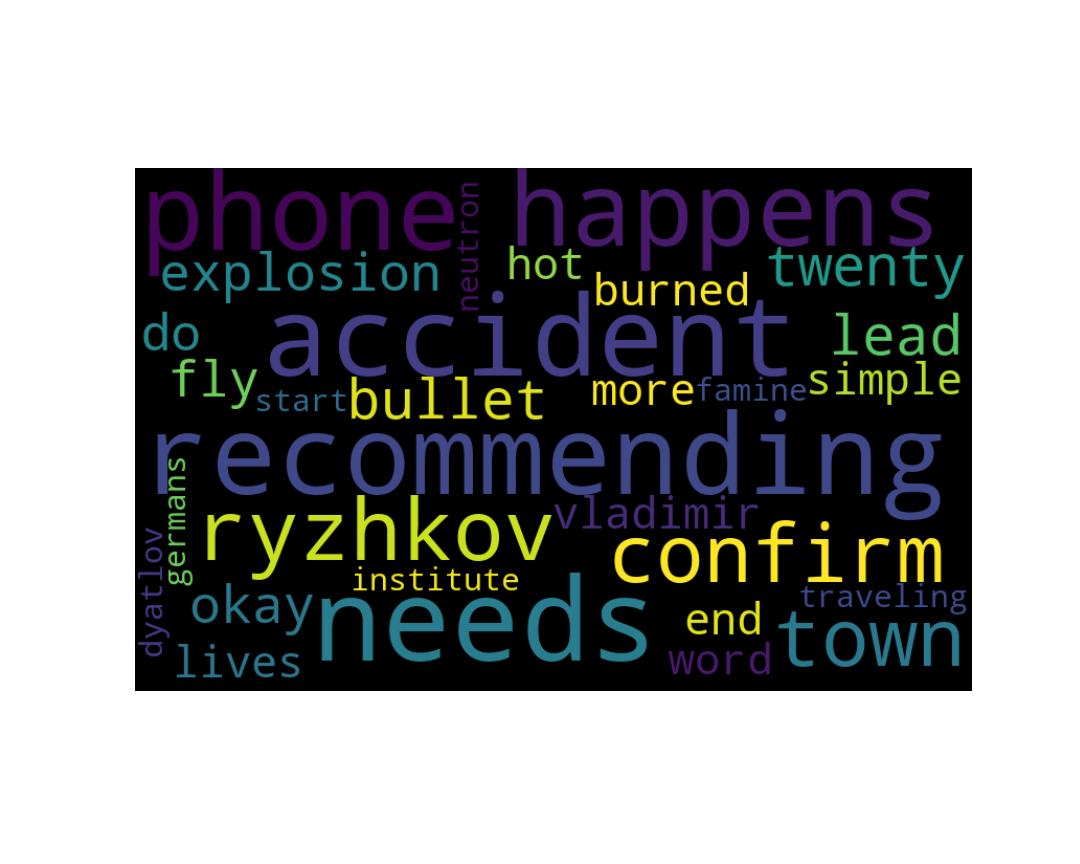 phone
happens
neutron
explosion
hot
twenty
burned
do
accident
lead
fly
start
bullet
more
famine
simple
recommending
germans
ryzhkov
vladimir
confirm
dyatlov
institute
okay
needs
traveling
end
town
lives
word